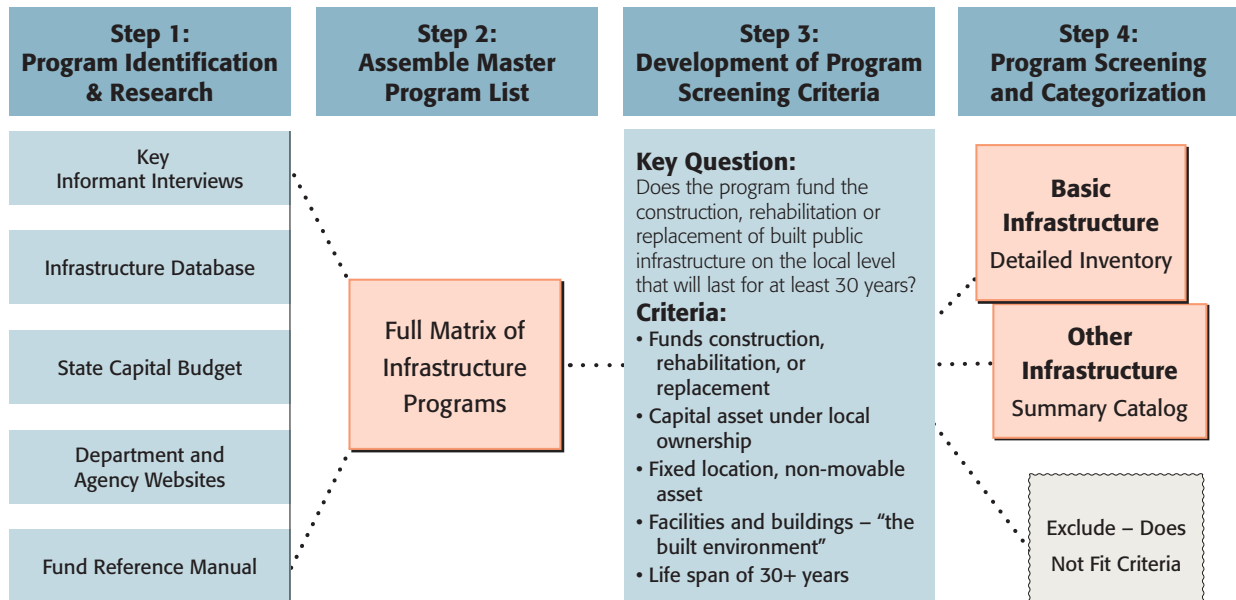 Step 1:
Program Identification
& Research
Step 2:
Assemble Master
Program List
Step 3:
Development of Program
Screening Criteria
Step 4:
Program Screening
and Categorization
Key
Informant Interviews
Infrastructure Database
State Capital Budget
Department and
Agency Websites
Fund Reference Manual
Full Matrix of
Infrastructure
Programs
Key Question:
Does the program fund the
construction, rehabilitation or
replacement of built public
infrastructure on the local level
that will last for at least 30 years?
Criteria:
• Funds construction,
rehabilitation, or
replacement
• Capital asset under local
ownership
• Fixed location, non-movable
asset
• Facilities and buildings – “the
built environment”
• Life span of 30+ years
Basic
Infrastructure
Detailed Inventory
Other
Infrastructure
Summary Catalog
Exclude – Does
Not Fit Criteria